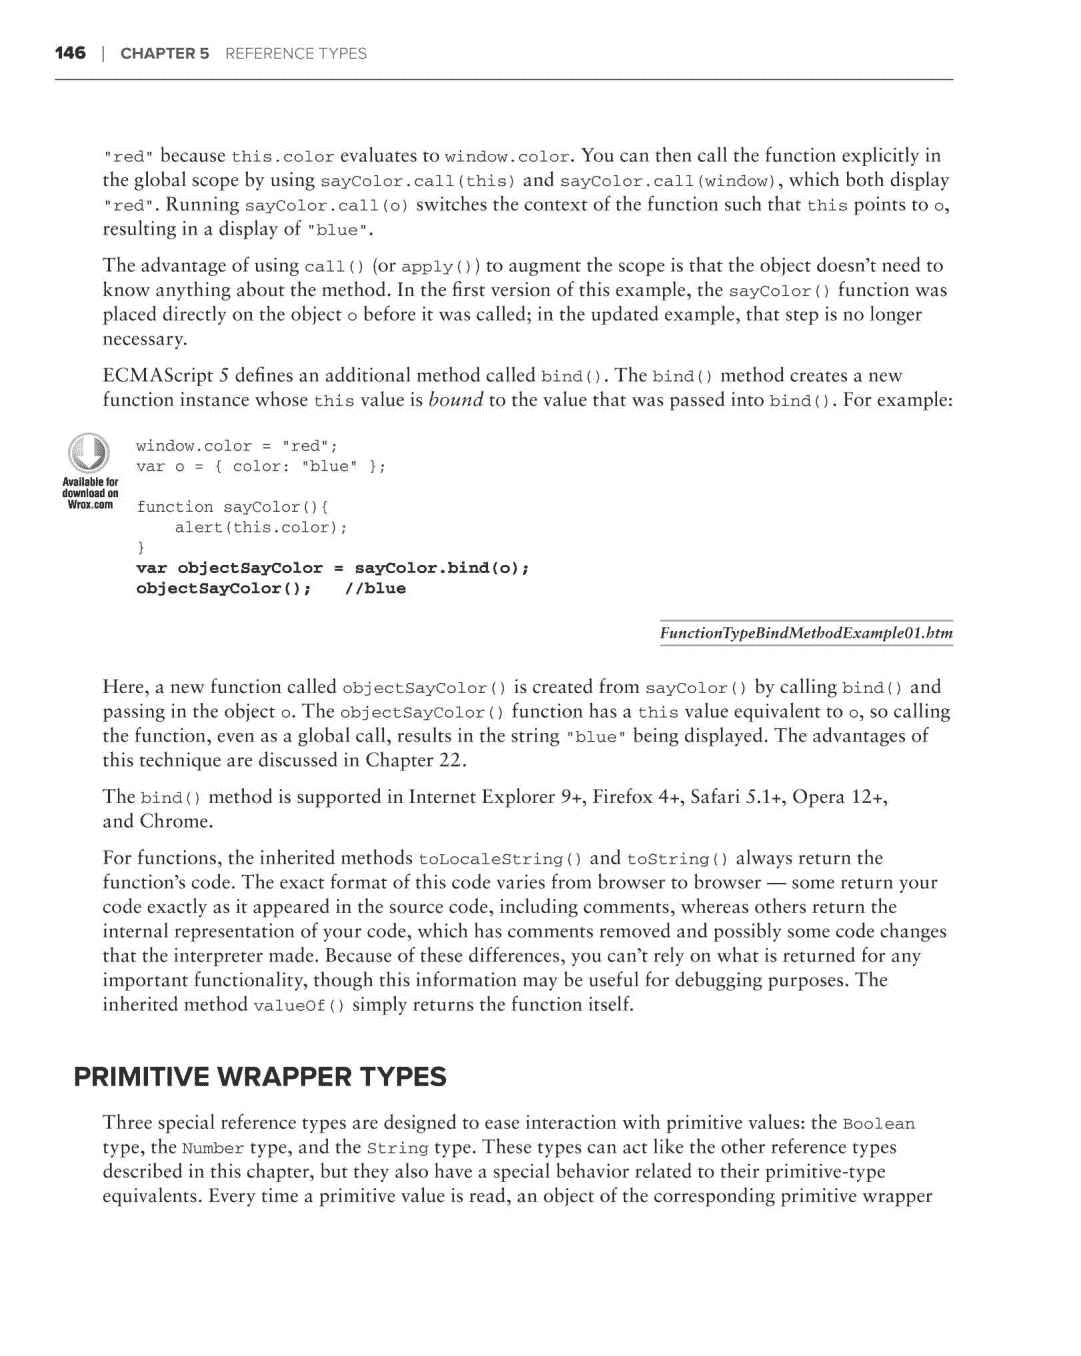 146 | CHAPTER 5 REFERENCE TYPES
"red" because this.color evaluates to window.color. You can then call the function explicitly in
the global scope by using sayColor.call(this) and sayColor.call(window), which both display
"red". Running sayColor.call(o) switches the context of the function such that this points to o,
resulting in a display of "blue".
The advantage of using call() (or apply()) to augment the scope is that the object doesn't need to
know anything about the method. In the first version of this example, the sayColor() function was
placed directly on the object o before it was called; in the updated example, that step is no longer
necessary.
ECMAScript 5 defines an additional method called bind(). The bind() method creates a new
function instance whose this value is bound to the value that was passed into bind(). For example:
window.color = "red";
var o = { color: "blue" };
Available for
download on
Wrox.com
function sayColor(){
    alert(this.color);
}
var objectSayColor = sayColor.bind(o);
objectSayColor();   //blue
FunctionTypeBindMethodExample01.htm
Here, a new function called objectSayColor() is created from sayColor() by calling bind() and
passing in the object o. The objectSayColor() function has a this value equivalent to o, so calling
the function, even as a global call, results in the string "blue" being displayed. The advantages of
this technique are discussed in Chapter 22.
The bind() method is supported in Internet Explorer 9+, Firefox 4+, Safari 5.1+, Opera 12+,
and Chrome.
For functions, the inherited methods toLocaleString() and toString() always return the
function's code. The exact format of this code varies from browser to browser — some return your
code exactly as it appeared in the source code, including comments, whereas others return the
internal representation of your code, which has comments removed and possibly some code changes
that the interpreter made. Because of these differences, you can't rely on what is returned for any
important functionality, though this information may be useful for debugging purposes. The
inherited method valueOf() simply returns the function itself.
PRIMITIVE WRAPPER TYPES
Three special reference types are designed to ease interaction with primitive values: the Boolean
type, the Number type, and the String type. These types can act like the other reference types
described in this chapter, but they also have a special behavior related to their primitive-type
equivalents. Every time a primitive value is read, an object of the corresponding primitive wrapper